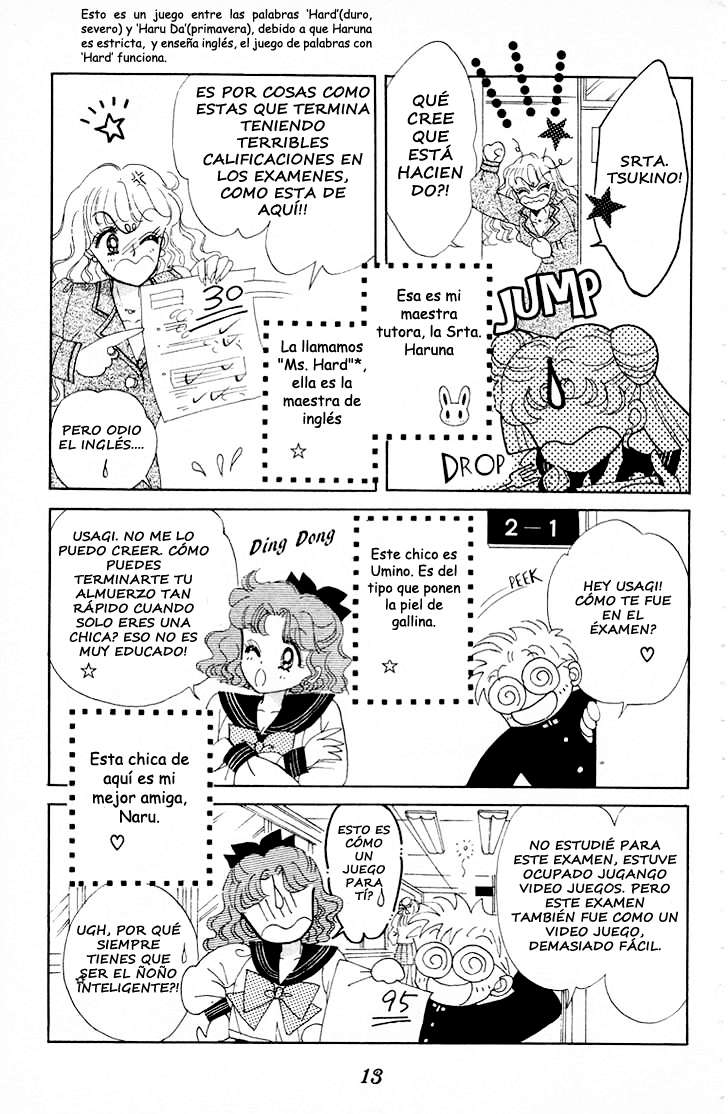 Esto es un juego entre las palabras ‘Hard’(duro,
severo) y ‘Haru Da’(primavera), debido a que Haruna
es estricta, y enseña inglés, el juego de palabras con
‘Hard’ funciona.
SRTA.
TSUKINO!
QUÉ
CREE
QUE
ESTÁ
HACIEN
DO?!
JUMP
DROP
Esa es mi
maestra
tutora, la Srta.
Haruna
ES POR COSAS COMO
ESTAS QUE TERMINA
TENIENDO
TERRIBLES
CALIFICACIONES EN
LOS EXAMENES,
COMO ESTA DE
AQUÍ!!
30
La llamamos
"Ms. Hard"*,
ella es la
maestra de
inglés
☆
PERO ODIO
EL INGLÉS....
2-1
PEEK
HEY USAGI!
CÓMO TE FUE
EN EL
ÉXAMEN?
♡
Este chico es
Umino. Es del
tipo que ponen
la piel de
gallina.
☆
Ding Dong
USAGI. NO ME LO
PUEDO CREER. CÓMO
PUEDES
TERMINARTE TU
ALMUERZO TAN
RÁPIDO CUANDO
SOLO ERES UNA
CHICA? ESO NO ES
MUY EDUCADO!
☆
Esta chica de
aquí es mi
mejor amiga,
Naru.
♡
NO ESTUDIÉ PARA
ESTE EXAMEN, ESTUVE
OCUPADO JUGANGO
VIDEO JUEGOS. PERO
ESTE EXAMEN
TAMBIÉN FUE COMO UN
VIDEO JUEGO,
DEMASIADO FÁCIL.
ESTO ES
CÓMO
UN
JUEGO
PARA
TÍ?
95
UGH, POR QUÉ
SIEMPRE
TIENES QUE
SER EL ÑOÑO
INTELIGENTE?!
13